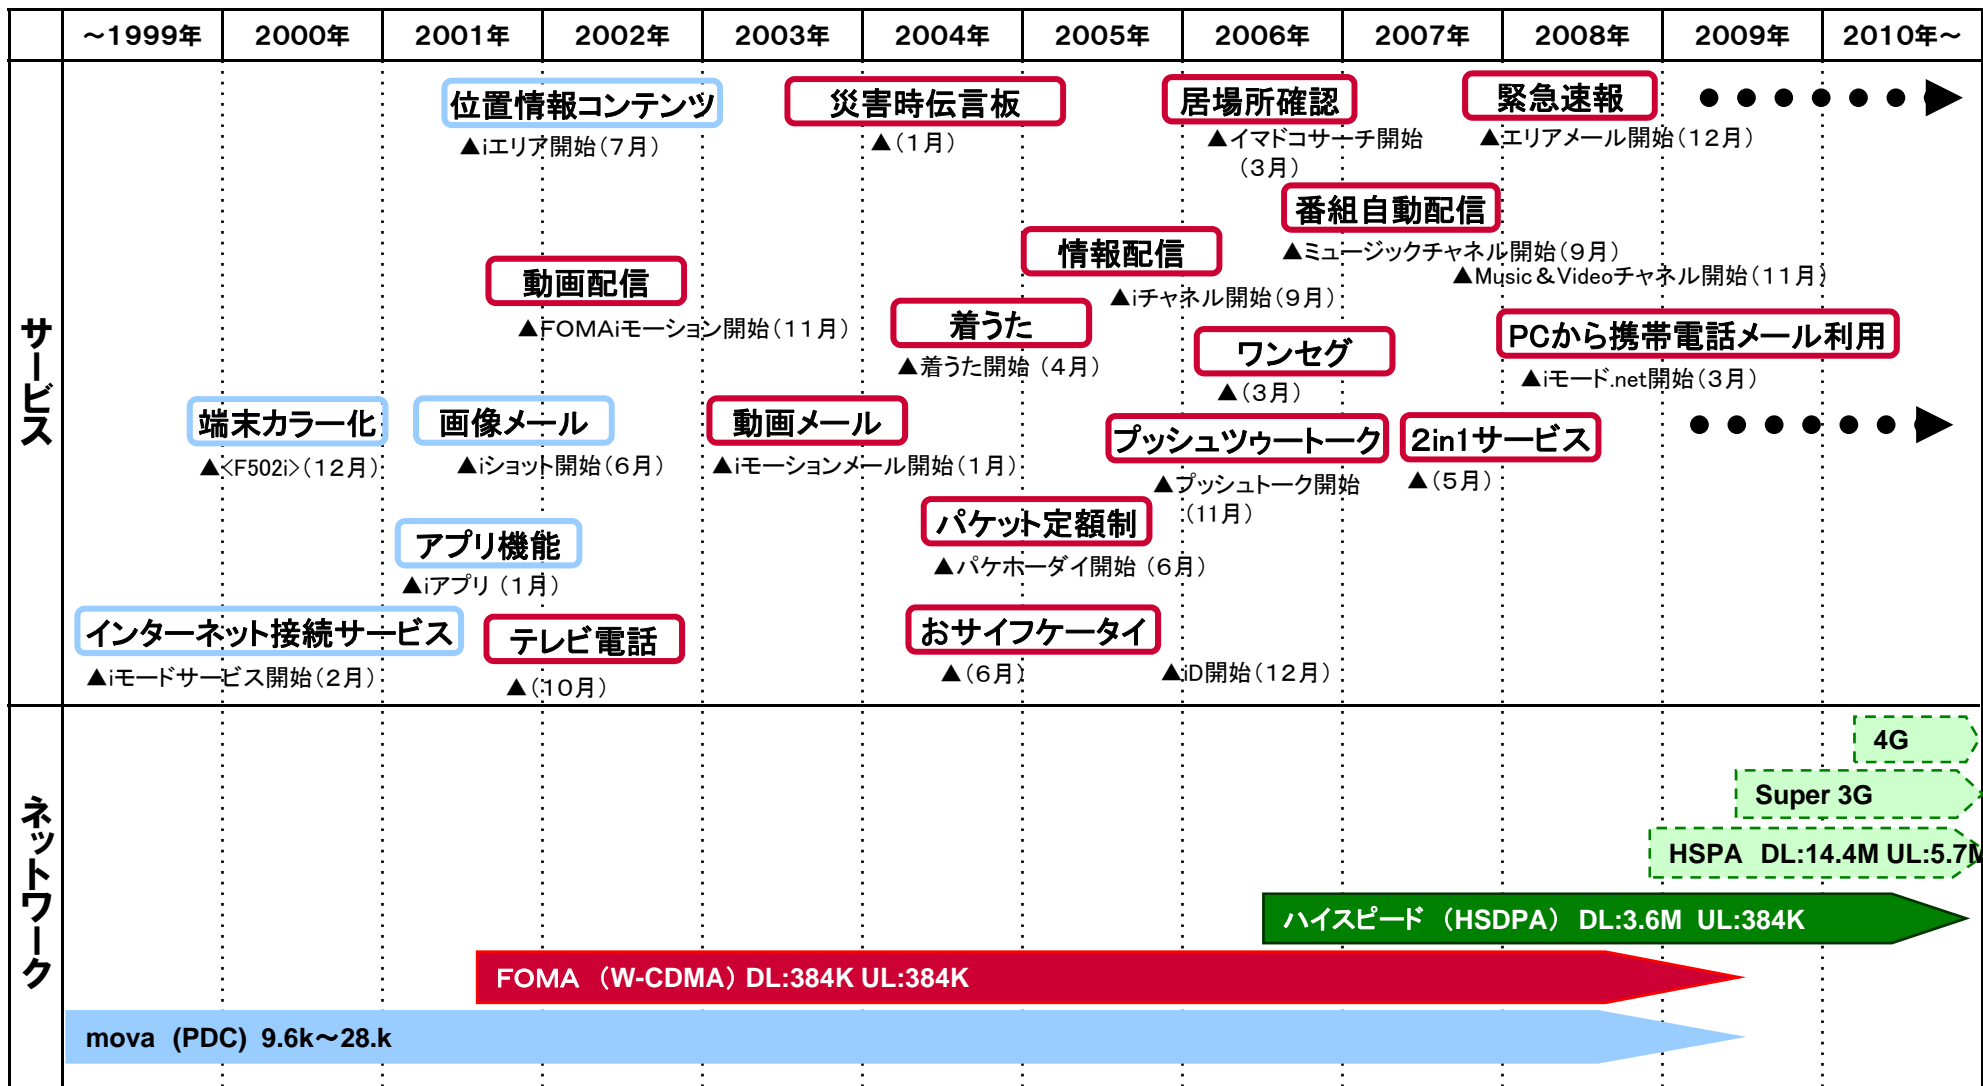 ～1999年 2000年 2001年 2002年 2003年 2004年 2005年 2006年 2007年 2008年 2009年 2010年～
サービス
位置情報コンテンツ
▲iエリア開始（7月）
災害時伝言板
▲（1月）
居場所確認
▲イマドコサーチ開始
（3月）
緊急速報
▲エリアメール開始（12月）
番組自動配信
▲ミュージックチャネル開始（9月）
▲Music＆Videoチャネル開始（11月）
情報配信
▲iチャネル開始（9月）
動画配信
▲FOMAiモーション開始（11月）
着うた
▲着うた開始（4月）
ワンセグ
▲（3月）
PCから携帯電話メール利用
▲iモード.net開始（3月）
端末カラー化
▲<F502i>（12月）
画像メール
▲iショット開始（6月）
動画メール
▲iモーションメール開始（1月）
プッシュツゥートーク
▲プッシュトーク開始
（11月）
2in1サービス
▲（5月）
パケット定額制
▲パケホーダイ開始（6月）
アプリ機能
▲iアプリ（1月）
インターネット接続サービス
▲iモードサービス開始（2月）
テレビ電話
▲（10月）
おサイフケータイ
▲（6月）
▲iD開始（12月）
ネットワーク
4G
Super 3G
HSPA DL:14.4M UL:5.7M
ハイスピード（HSDPA）DL:3.6M UL:384K
FOMA（W-CDMA）DL:384K UL:384K
mova (PDC) 9.6k～28.k